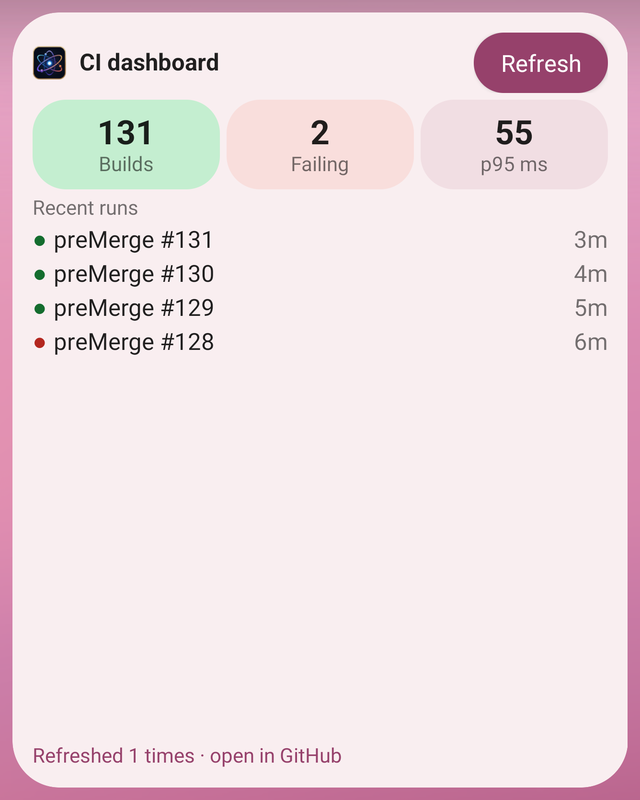 CI dashboard
Refresh
131
Builds
2
Failing
55
p95 ms
Recent runs
preMerge #131 3m
preMerge #130 4m
preMerge #129 5m
preMerge #128 6m
Refreshed 1 times · open in GitHub